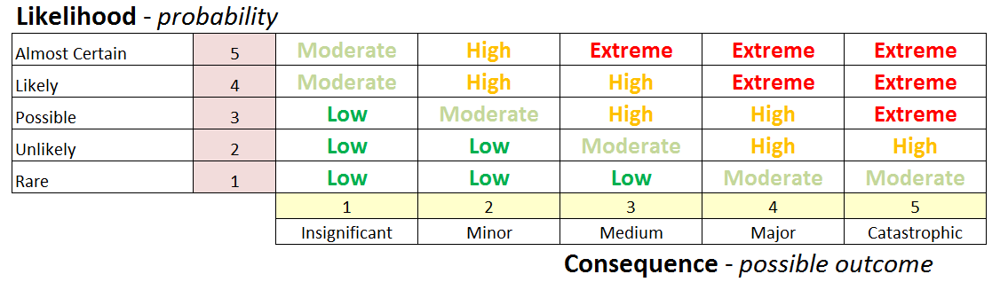 Likelihood - probability
Almost Certain 5 Moderate High Extreme Extreme Extreme
Likely 4 Moderate High High Extreme Extreme
Possible 3 Low Moderate High High Extreme
Unlikely 2 Low Low Moderate High High
Rare 1 Low Low Low Moderate Moderate
1 2 3 4 5
Insignificant Minor Medium Major Catastrophic
Consequence - possible outcome